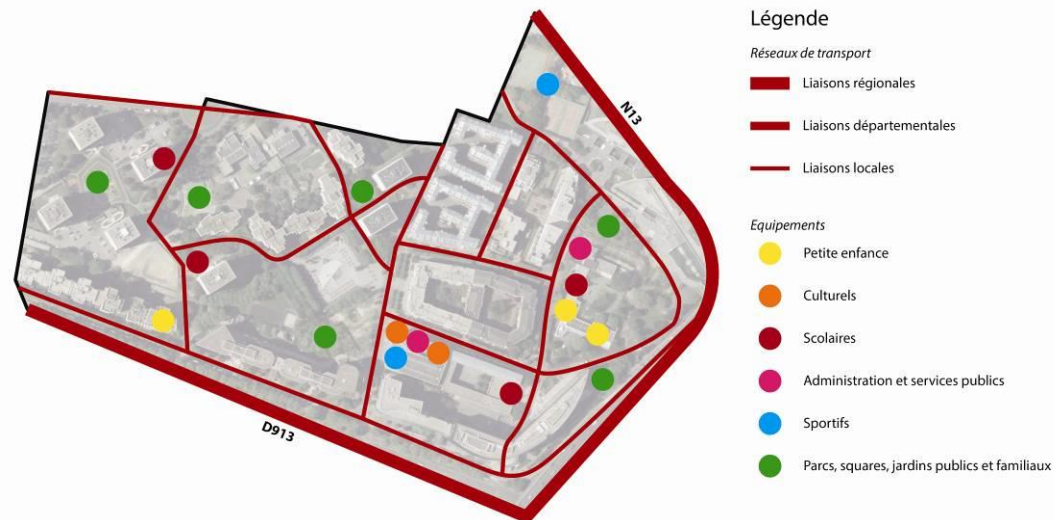 N13
D913
Légende
Réseaux de transport
Liaisons régionales
Liaisons départementales
Liaisons locales
Equipements
Petite enfance
Culturels
Scolaires
Administration et services publics
Sportifs
Parcs, squares, jardins publics et familiaux